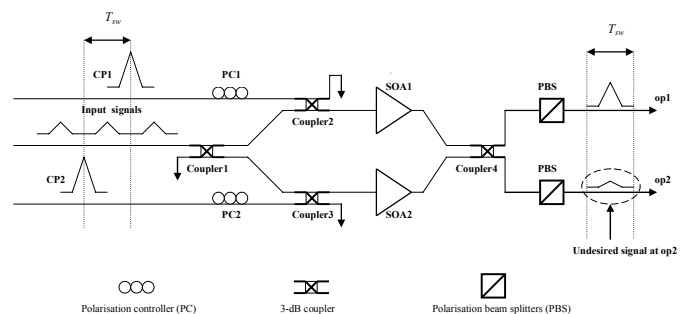 T_sw
T_sw
CP1
PC1
SOA1
PBS
op1
Input signals
Coupler2
Coupler1
Coupler4
CP2
PBS
op2
PC2
Coupler3
SOA2
Undesired signal at op2
Polarisation controller (PC)
3-dB coupler
Polarisation beam splitters (PBS)